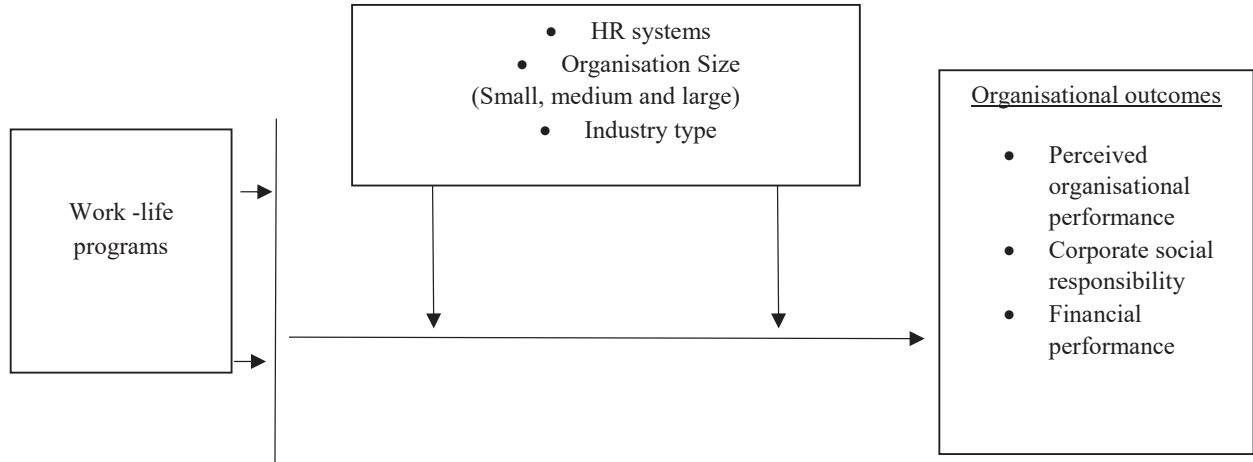 Work -life
programs
• HR systems
• Organisation Size
(Small, medium and large)
• Industry type
Organisational outcomes
• Perceived
organisational
performance
• Corporate social
responsibility
• Financial
performance